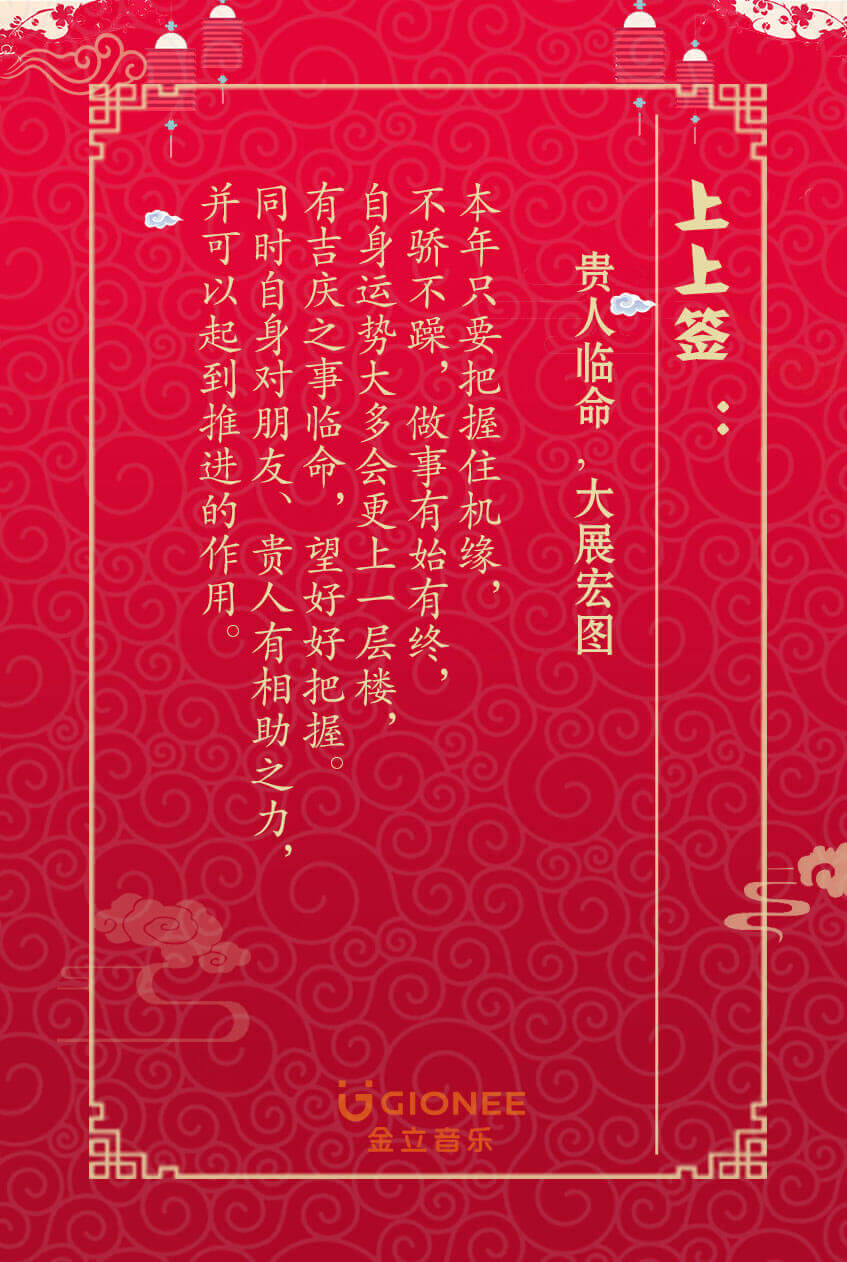 上上签：
贵人临命，大展宏图
本年只要把握住机缘，
不骄不躁，做事有始有终，
自身运势大多会更上一层楼，
有吉庆之事临命，望好好把握。
同时自身对朋友、贵人有相助之力，
并可以起到推进的作用。
GIONEE
金立音乐